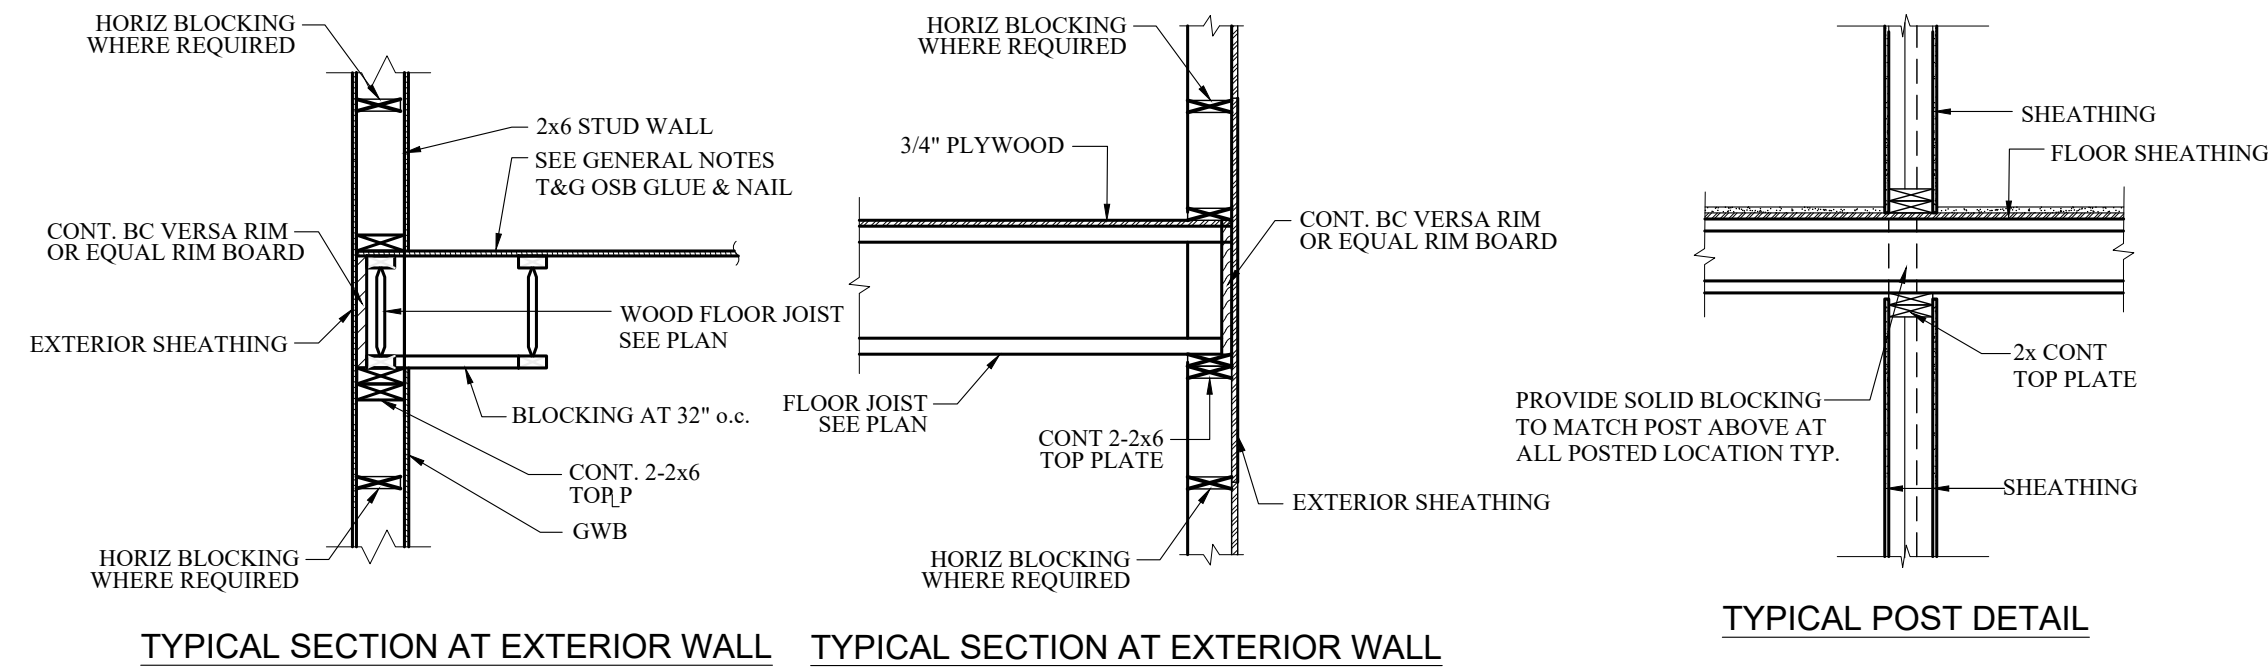 HORIZ BLOCKING
WHERE REQUIRED
2x6 STUD WALL
SEE GENERAL NOTES
T&G OSB GLUE & NAIL
CONT. BC VERSA RIM
OR EQUAL RIM BOARD
WOOD FLOOR JOIST
SEE PLAN
EXTERIOR SHEATHING
BLOCKING AT 32" o.c.
CONT. 2-2x6
TOP P
GWB
HORIZ BLOCKING
WHERE REQUIRED
TYPICAL SECTION AT EXTERIOR WALL
HORIZ BLOCKING
WHERE REQUIRED
3/4" PLYWOOD
CONT. BC VERSA RIM
OR EQUAL RIM BOARD
FLOOR JOIST
SEE PLAN
CONT 2-2x6
TOP PLATE
EXTERIOR SHEATHING
HORIZ BLOCKING
WHERE REQUIRED
TYPICAL SECTION AT EXTERIOR WALL
SHEATHING
FLOOR SHEATHING
2x CONT
TOP PLATE
PROVIDE SOLID BLOCKING
TO MATCH POST ABOVE AT
ALL POSTED LOCATION TYP.
SHEATHING
TYPICAL POST DETAIL